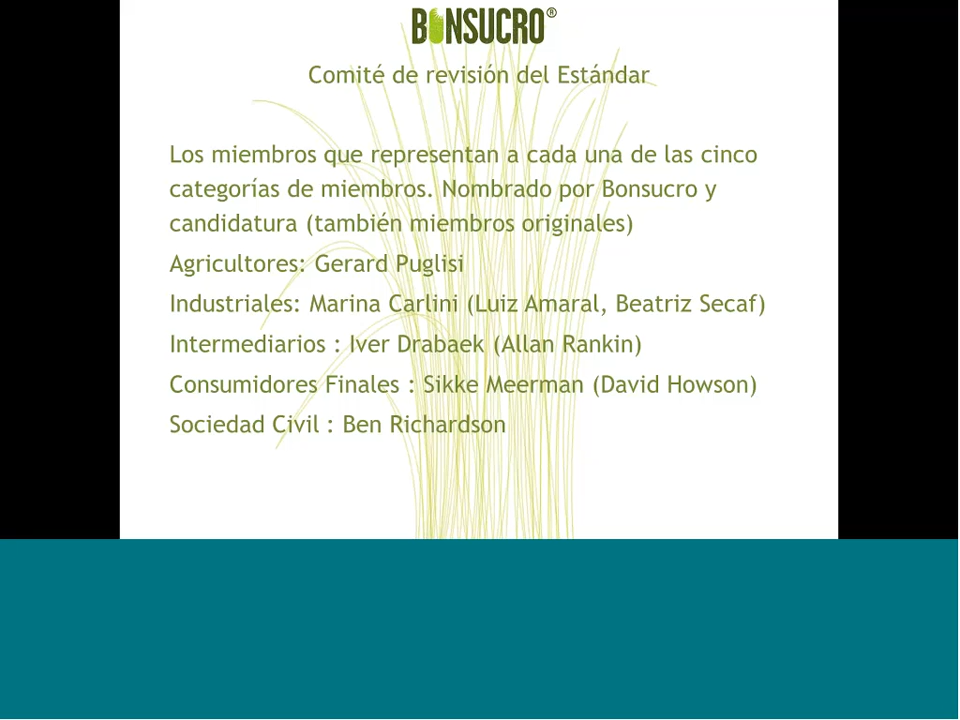 BONSUCRO®
Comité de revisión del Estándar
Los miembros que representan a cada una de las cinco
categorías de miembros. Nombrado por Bonsucro y
candidatura (también miembros originales)
Agricultores: Gerard Puglisi
Industriales: Marina Carlini (Luiz Amaral, Beatriz Secaf)
Intermediarios : Iver Drabaek (Allan Rankin)
Consumidores Finales : Sikke Meerman (David Howson)
Sociedad Civil : Ben Richardson